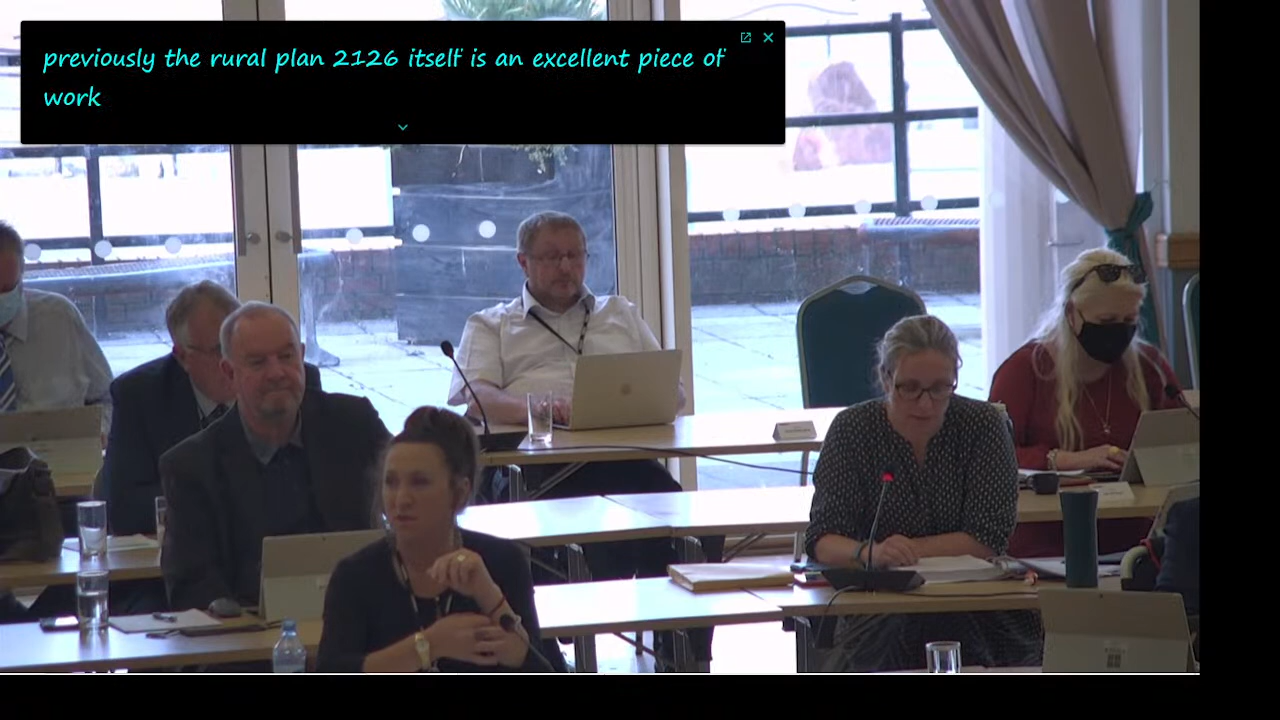 previously the rural plan 2126 itself is an excellent piece of
work